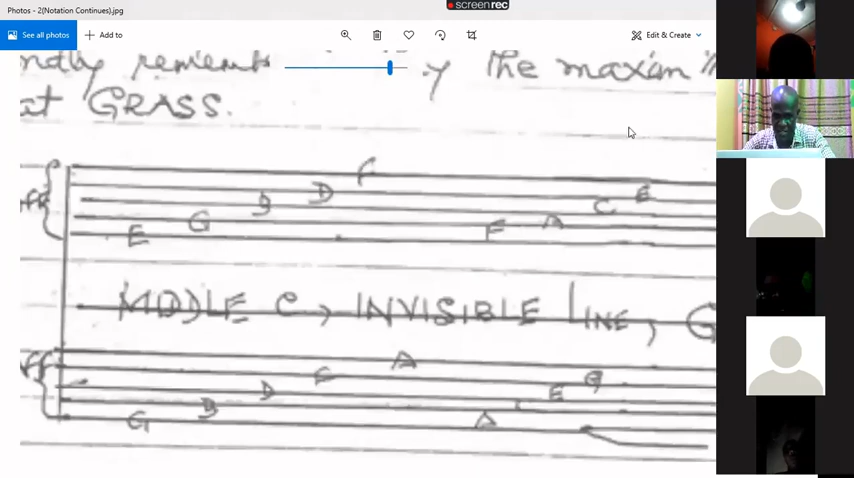 Photos - 2(Notation Continues).jpg
screenrec
See all photos
Add to
Edit & Create
the maxim
at GRASS.
F
D
B
G
E
E
C
A
F
MIDDLE C, INVISIBLE LINE, G
A
F
D
B
G
G
E
C
A